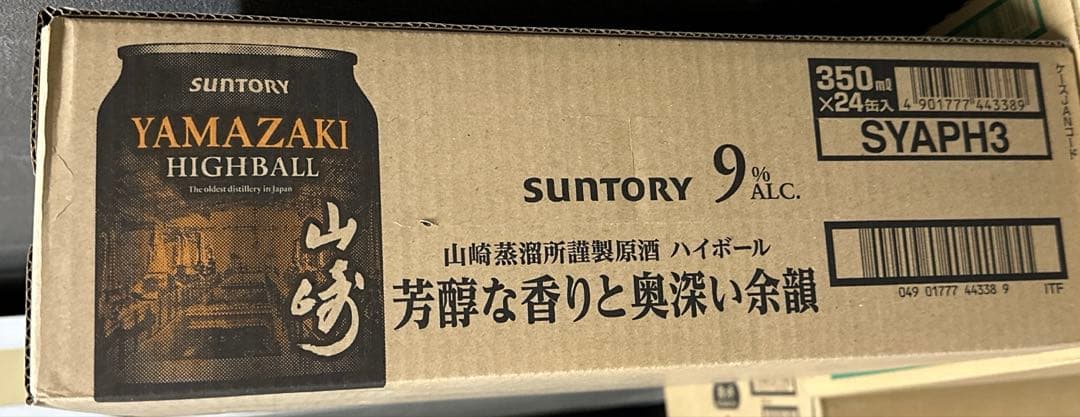 SUNTORY
YAMAZAKI
HIGHBALL
The oldest distillery in Japan
山崎
SUNTORY 9% ALC.
山崎蒸溜所謹製原酒 ハイボール
芳醇な香りと奥深い余韻
350ml
×24缶入
4 901777 443389
SYAPH3
ケースJANコード
049 01777 44338 9 ITF